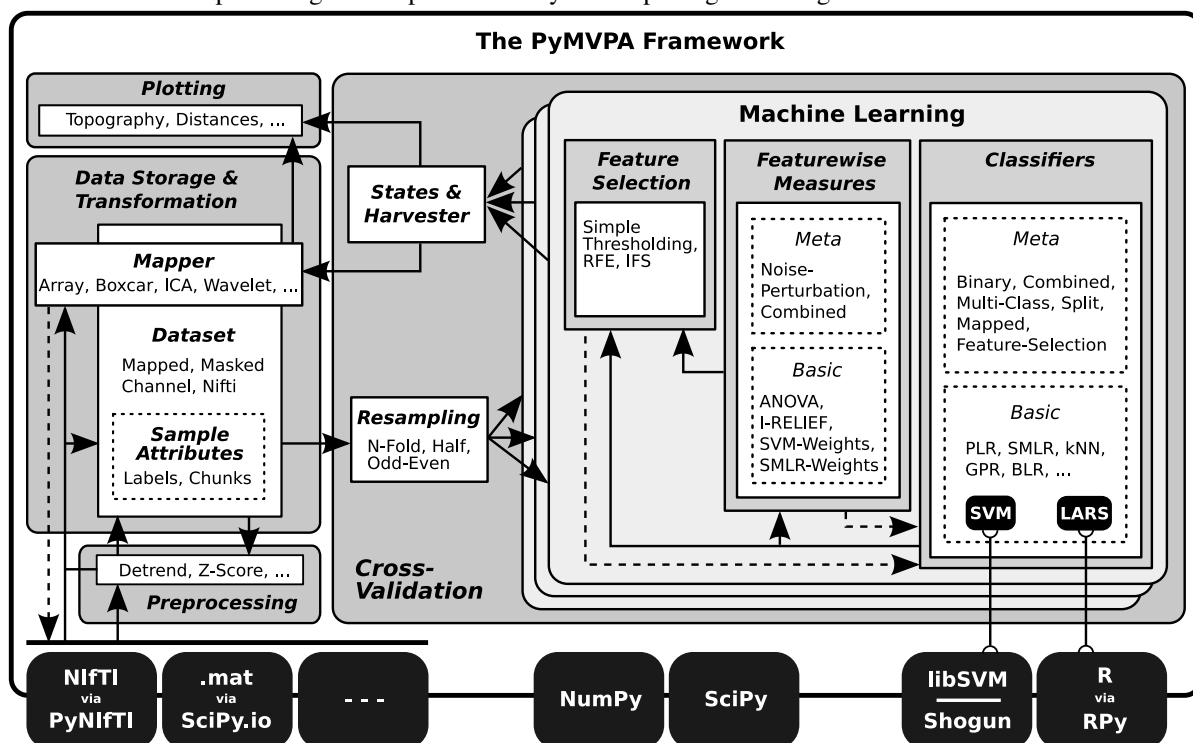 The PyMVPA Framework
Plotting
Topography, Distances, ...
Data Storage &
Transformation
Mapper
Array, Boxcar, ICA, Wavelet, ...
Dataset
Mapped, Masked
Channel, Nifti
Sample
Attributes
Labels, Chunks
Detrend, Z-Score, ...
Preprocessing
States &
Harvester
Resampling
N-Fold, Half,
Odd-Even
Cross-
Validation
Machine Learning
Feature
Selection
Simple
Thresholding,
RFE, IFS
Featurewise
Measures
Meta
Noise-
Perturbation,
Combined
Basic
ANOVA,
I-RELIEF,
SVM-Weights,
SMLR-Weights
Classifiers
Meta
Binary, Combined,
Multi-Class, Split,
Mapped,
Feature-Selection
Basic
PLR, SMLR, kNN,
GPR, BLR, ...
SVM
LARS
NIfTI
via
PyNIfTI
.mat
via
SciPy.io
---
NumPy
SciPy
libSVM
Shogun
R
via
RPy